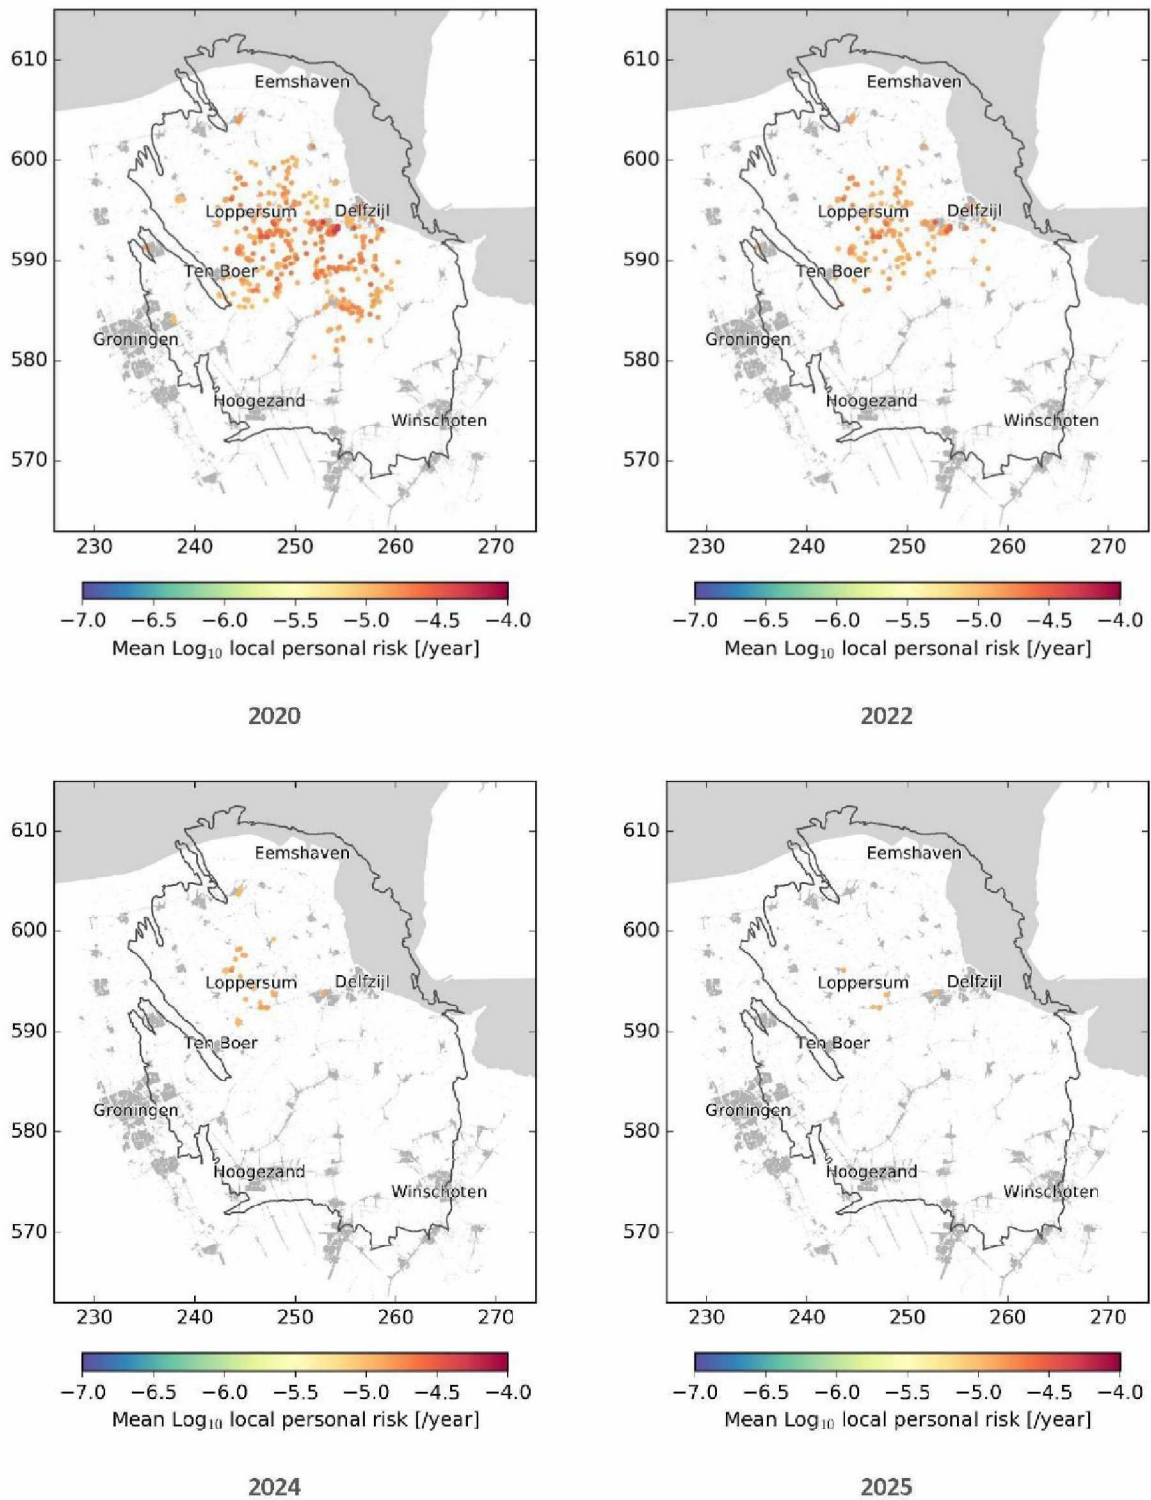 610
600
590
580
570
Eemshaven
Loppersum
Delfzijl
Ten Boer
Groningen
Hoogezand
Winschoten
230 240 250 260 270
−7.0 −6.5 −6.0 −5.5 −5.0 −4.5 −4.0
Mean Log₁₀ local personal risk [/year]
2020
610
600
590
580
570
Eemshaven
Loppersum
Delfzijl
Ten Boer
Groningen
Hoogezand
Winschoten
230 240 250 260 270
−7.0 −6.5 −6.0 −5.5 −5.0 −4.5 −4.0
Mean Log₁₀ local personal risk [/year]
2022
610
600
590
580
570
Eemshaven
Loppersum
Delfzijl
Ten Boer
Groningen
Hoogezand
Winschoten
230 240 250 260 270
−7.0 −6.5 −6.0 −5.5 −5.0 −4.5 −4.0
Mean Log₁₀ local personal risk [/year]
2024
610
600
590
580
570
Eemshaven
Loppersum
Delfzijl
Ten Boer
Groningen
Hoogezand
Winschoten
230 240 250 260 270
−7.0 −6.5 −6.0 −5.5 −5.0 −4.5 −4.0
Mean Log₁₀ local personal risk [/year]
2025